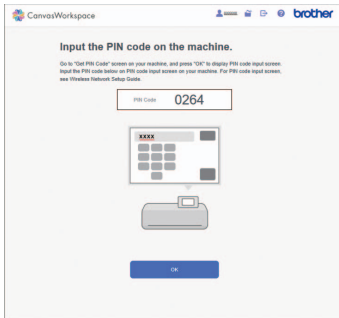 CanvasWorkspace
brother
Input the PIN code on the machine.
Go to "Get PIN Code" screen on your machine, and press "OK" to display PIN code input screen.
Input the PIN code below on PIN code input screen on your machine. For PIN code input screen,
see Wireless Network Setup Guide.
PIN Code 0264
XXXX
OK